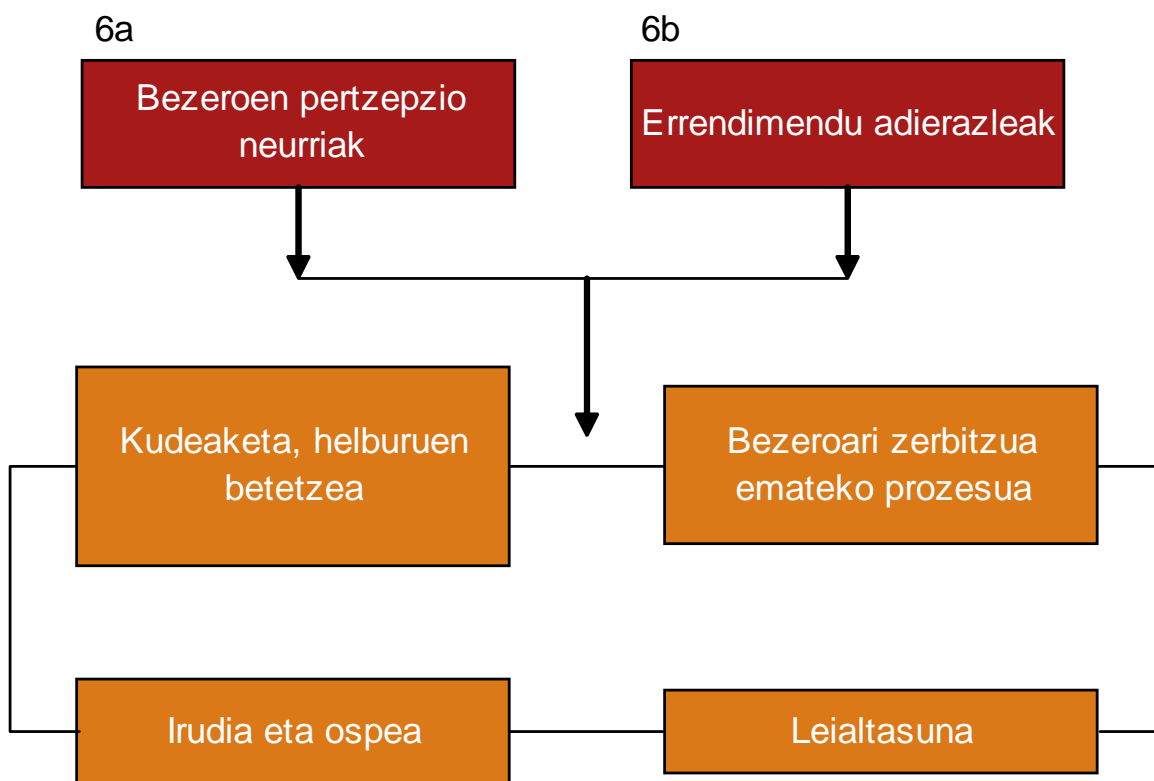 6a
6b
Bezeroen pertzepzio
neurriak
Errendimendu adierazleak
Kudeaketa, helburuen
betetzea
Bezeroari zerbitzua
emateko prozesua
Irudia eta ospea
Leialtasuna